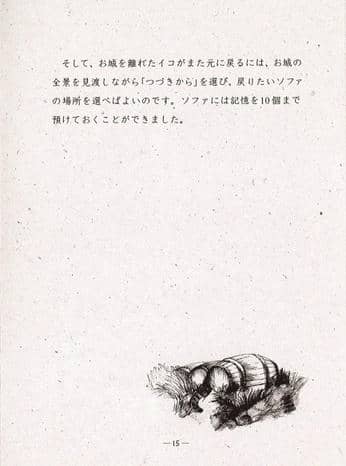 そして、お城を離れたイコがまた元に戻るには、お城の
全景を見渡しながら「つづきから」を選び、戻りたいソファ
の場所を選べばよいのです。ソファには記憶を10個まで
預けておくことができました。
—15—